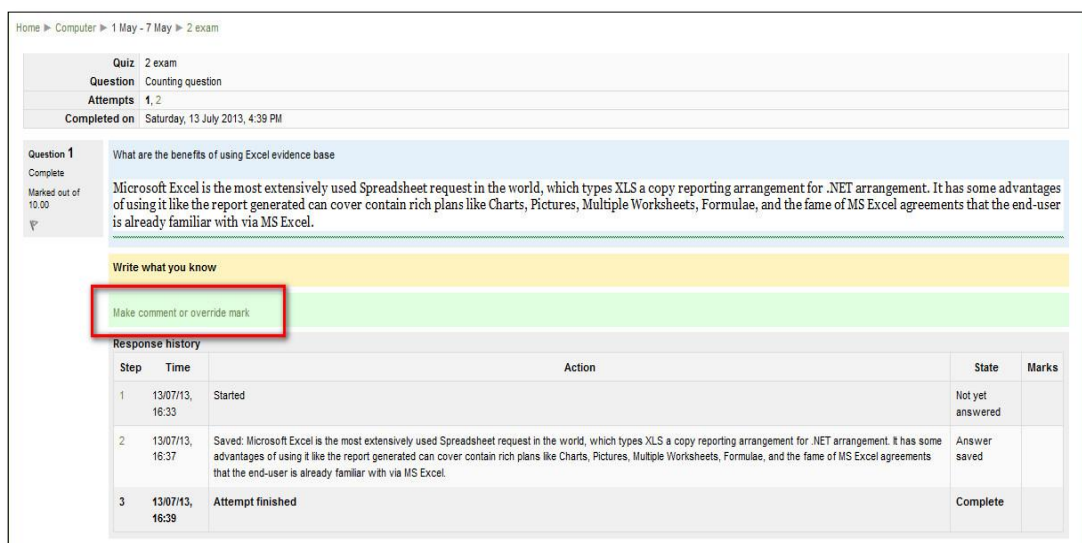 Home ► Computer ► 1 May - 7 May ► 2 exam
Quiz 2 exam
Question Counting question
Attempts 1, 2
Completed on Saturday, 13 July 2013, 4:39 PM
Question 1
Complete
Marked out of
10.00
What are the benefits of using Excel evidence base
Microsoft Excel is the most extensively used Spreadsheet request in the world, which types XLS a copy reporting arrangement for .NET arrangement. It has some advantages
of using it like the report generated can cover contain rich plans like Charts, Pictures, Multiple Worksheets, Formulae, and the fame of MS Excel agreements that the end-user
is already familiar with via MS Excel.
Write what you know
Make comment or override mark
Response history
Step Time Action State Marks
1 13/07/13, Started Not yet
16:33 answered
2 13/07/13, Saved: Microsoft Excel is the most extensively used Spreadsheet request in the world, which types XLS a copy reporting arrangement for .NET arrangement. It has some Answer
16:37 advantages of using it like the report generated can cover contain rich plans like Charts, Pictures, Multiple Worksheets, Formulae, and the fame of MS Excel agreements saved
that the end-user is already familiar with via MS Excel.
3 13/07/13, Attempt finished Complete
16:39